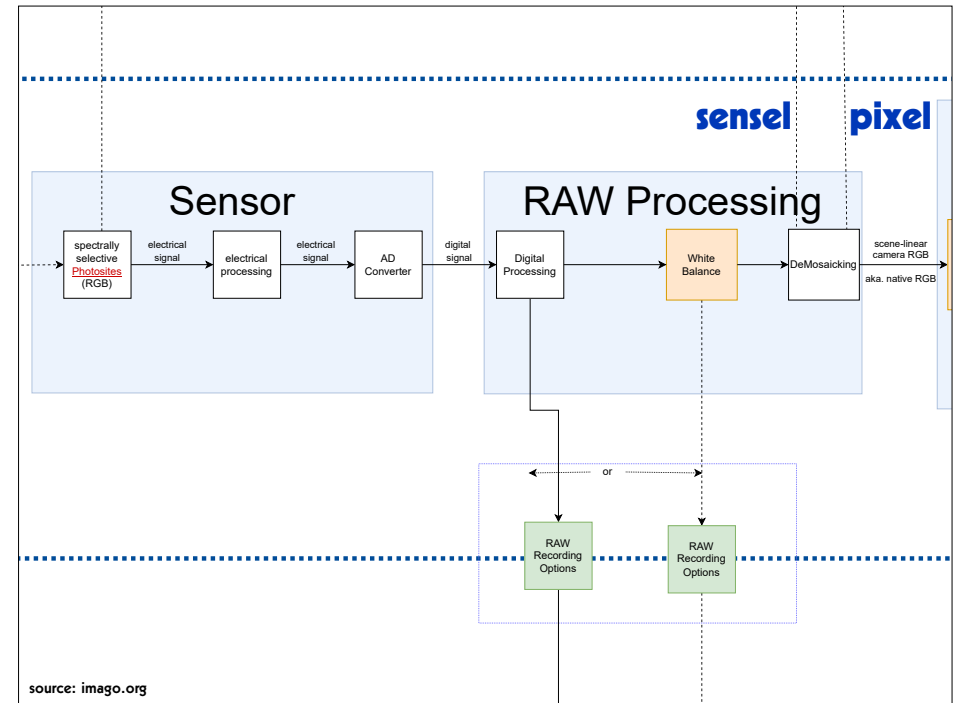 sensel
pixel
Sensor
RAW Processing
spectrally
selective
Photosites
(RGB)
electrical
signal
electrical
processing
electrical
signal
AD
Converter
digital
signal
Digital
Processing
White
Balance
DeMosaicking
scene-linear
camera RGB
aka. native RGB
or
RAW
Recording
Options
RAW
Recording
Options
source: imago.org